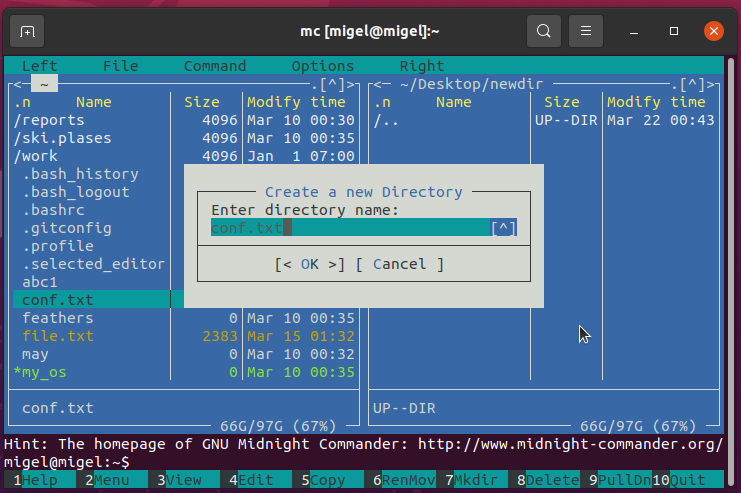 mc [migel@migel]:~
Left File Command Options Right
<─ ~ .[^]>
.n Name Size Modify time
/reports 4096 Mar 10 00:30
/ski.plases 4096 Mar 10 00:35
/work 4096 Jan 1 07:00
.bash_history
.bash_logout
.bashrc
.gitconfig
.profile
.selected_editor
abc1
conf.txt
feathers 0 Mar 10 00:35
file.txt 2383 Mar 15 01:32
may 0 Mar 10 00:32
*my_os 0 Mar 10 00:35
conf.txt
66G/97G (67%)
<─ ~/Desktop/newdir .[^]>
.n Name Size Modify time
/.. UP--DIR Mar 22 00:43
UP--DIR
66G/97G (67%)
Create a new Directory
Enter directory name:
conf.txt [^]
[< OK >] [ Cancel ]
Hint: The homepage of GNU Midnight Commander: http://www.midnight-commander.org/
migel@migel:~$
1Help 2Menu 3View 4Edit 5Copy 6RenMov 7Mkdir 8Delete 9PullDn 10Quit